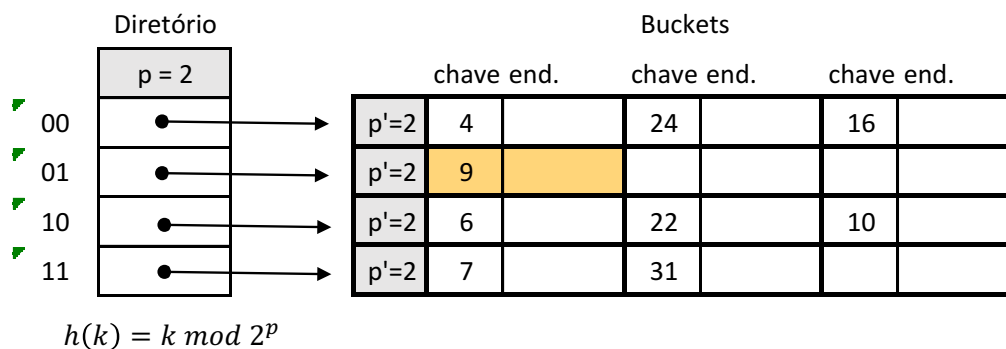 Diretório Buckets
p = 2 chave end. chave end. chave end.
00 p'=2 4 24 16
01 p'=2 9
10 p'=2 6 22 10
11 p'=2 7 31
h(k) = k mod 2^p